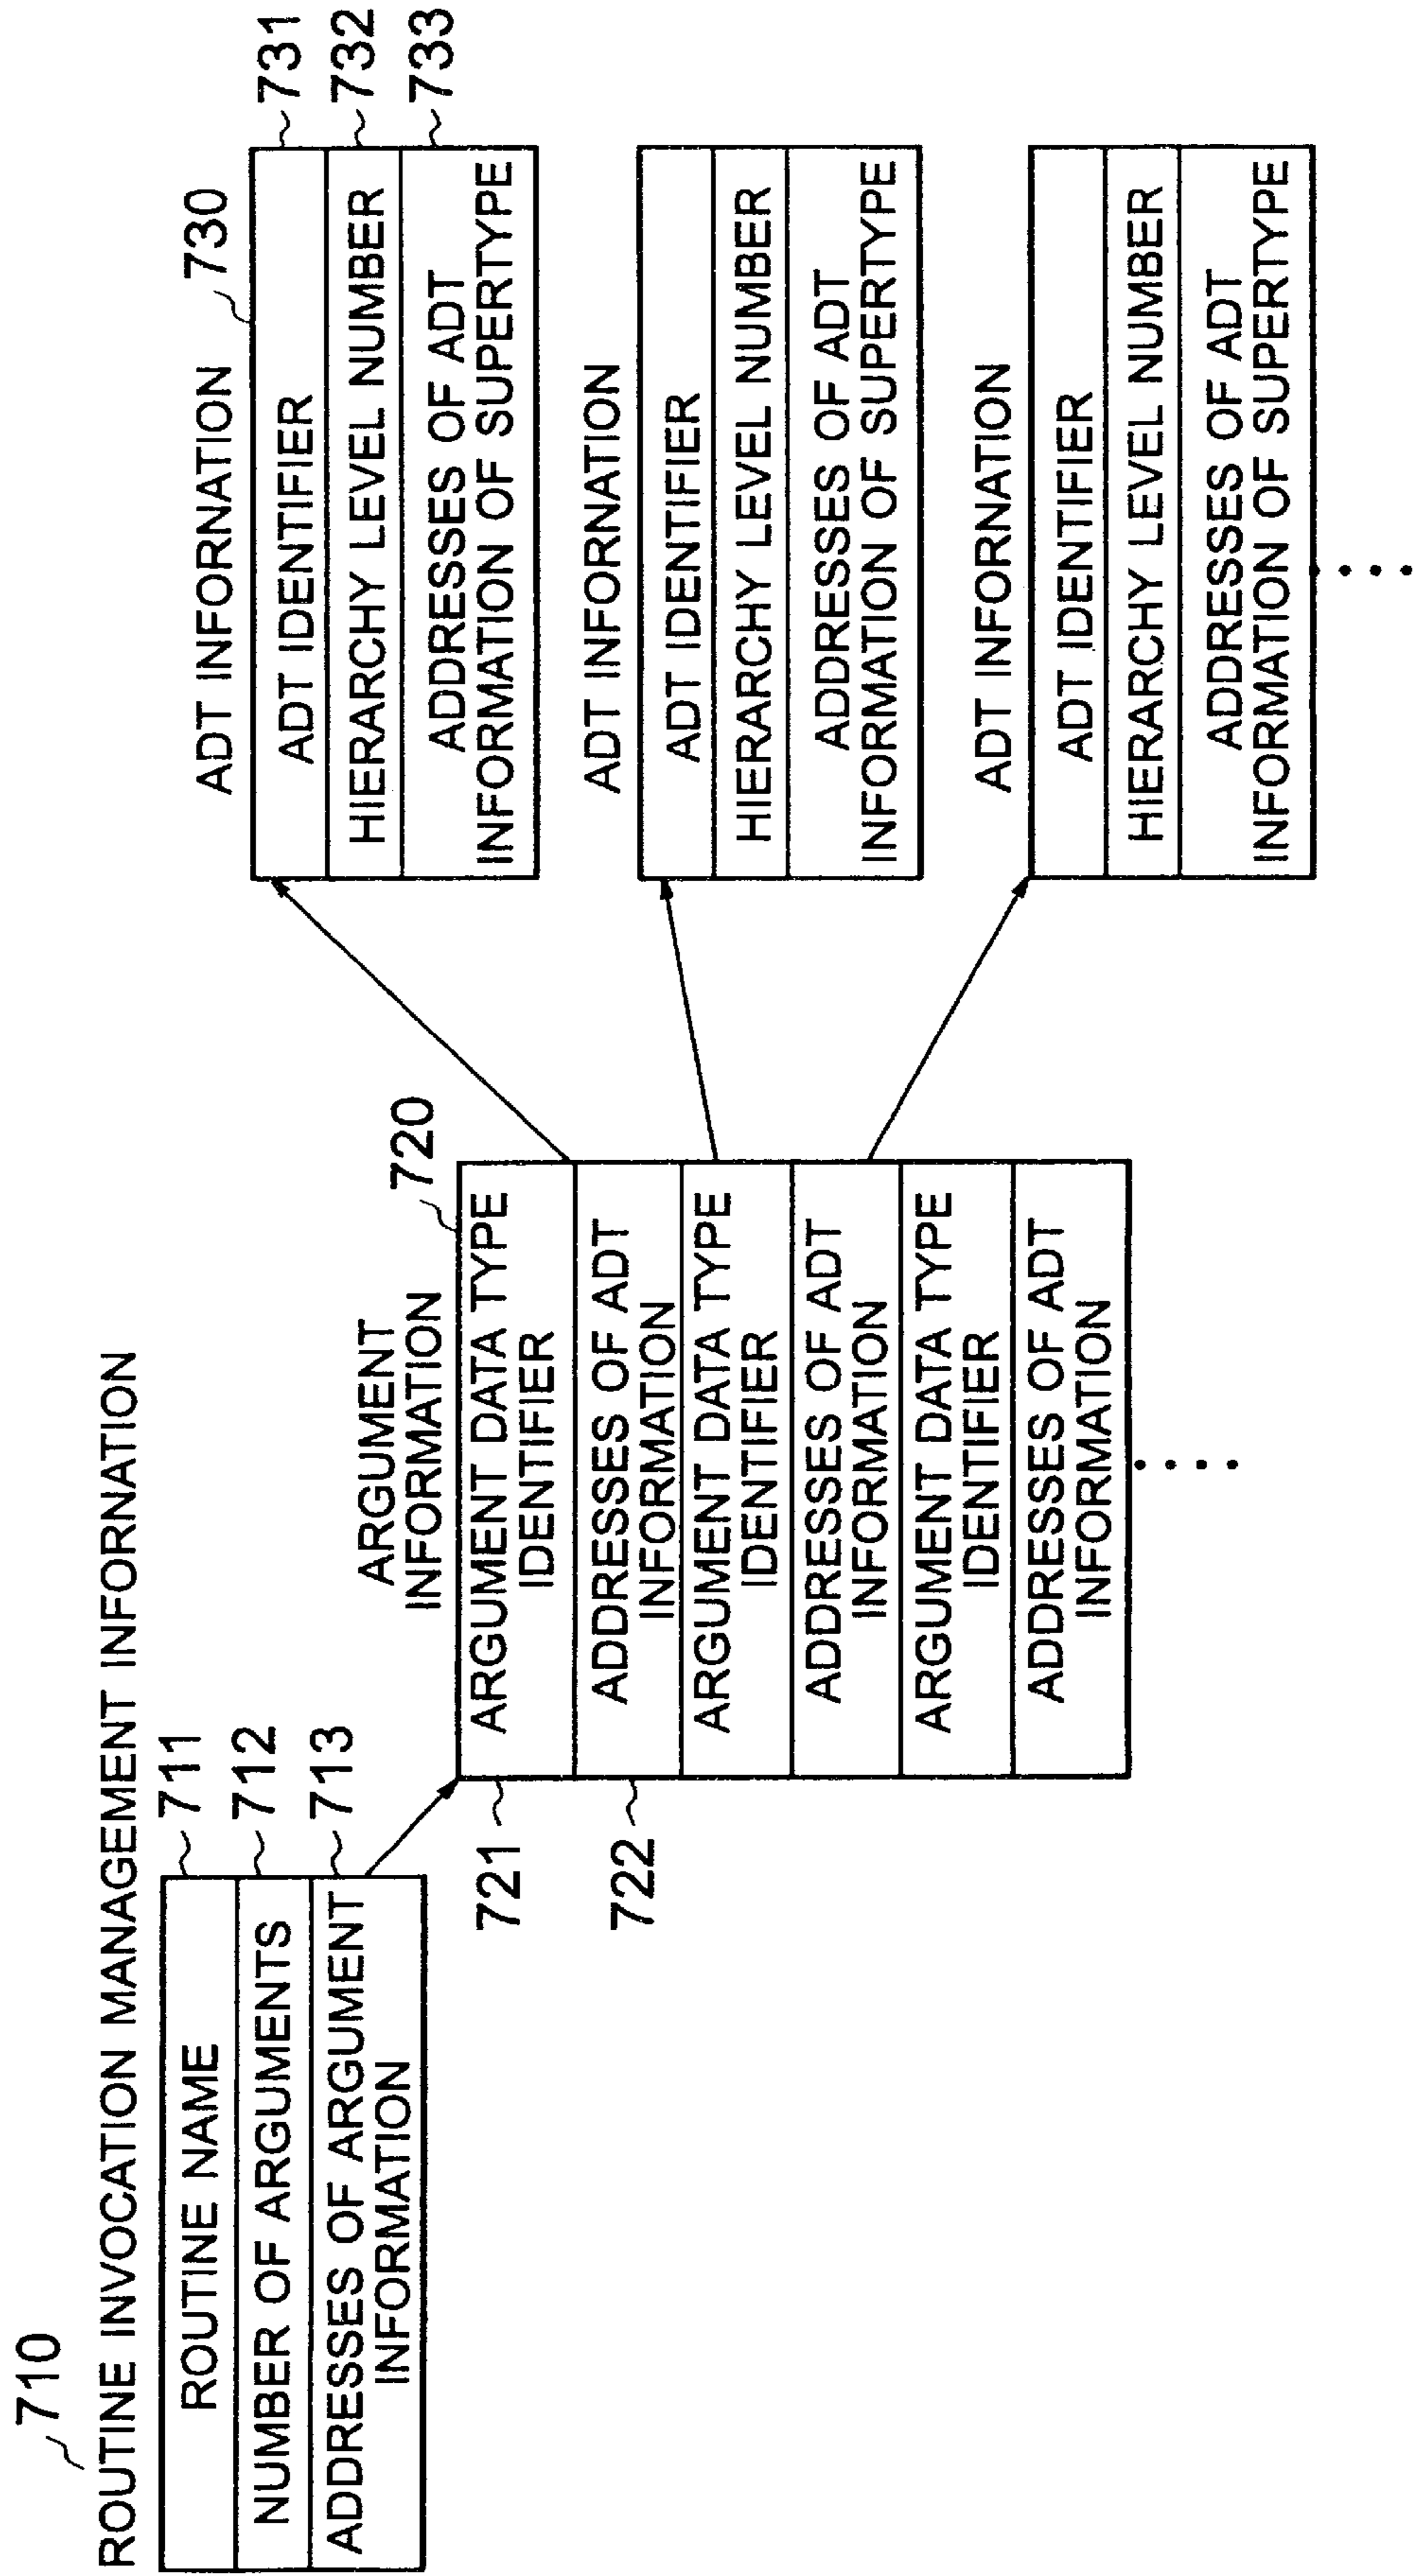 710
ROUTINE INVOCATION MANAGEMENT INFORNATION
ROUTINE NAME
711
NUMBER OF ARGUMENTS
712
ADDRESSES OF ARGUMENT
INFORMATION
713
ARGUMENT
INFORMATION
720
ARGUMENT DATA TYPE
IDENTIFIER
721
ADDRESSES OF ADT
INFORMATION
722
ARGUMENT DATA TYPE
IDENTIFIER
ADDRESSES OF ADT
INFORMATION
ARGUMENT DATA TYPE
IDENTIFIER
ADDRESSES OF ADT
INFORMATION
ADT INFORNATION
730
ADT IDENTIFIER
731
HIERARCHY LEVEL NUMBER
732
ADDRESSES OF ADT
INFORMATION OF SUPERTYPE
733
ADT INFORNATION
ADT IDENTIFIER
HIERARCHY LEVEL NUMBER
ADDRESSES OF ADT
INFORMATION OF SUPERTYPE
ADT INFORNATION
ADT IDENTIFIER
HIERARCHY LEVEL NUMBER
ADDRESSES OF ADT
INFORMATION OF SUPERTYPE